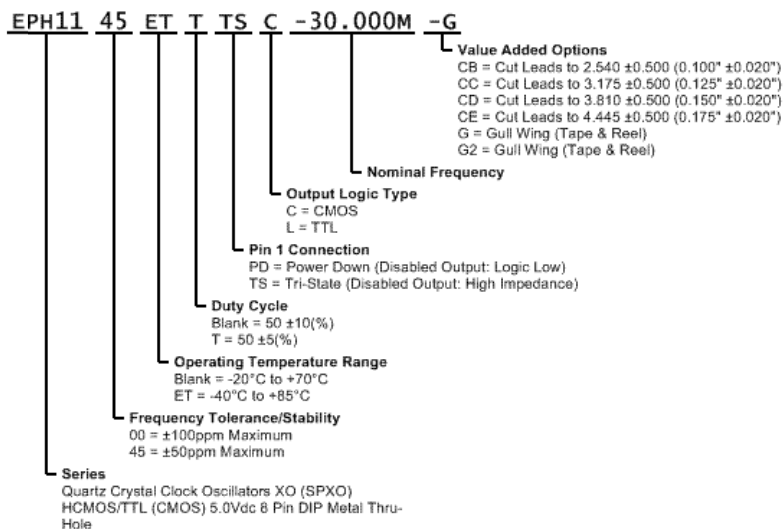 EPH11 45 ET T TS C -30.000M -G
Value Added Options
CB = Cut Leads to 2.540 ±0.500 (0.100" ±0.020")
CC = Cut Leads to 3.175 ±0.500 (0.125" ±0.020")
CD = Cut Leads to 3.810 ±0.500 (0.150" ±0.020")
CE = Cut Leads to 4.445 ±0.500 (0.175" ±0.020")
G = Gull Wing (Tape & Reel)
G2 = Gull Wing (Tape & Reel)
Nominal Frequency
Output Logic Type
C = CMOS
L = TTL
Pin 1 Connection
PD = Power Down (Disabled Output: Logic Low)
TS = Tri-State (Disabled Output: High Impedance)
Duty Cycle
Blank = 50 ±10(%)
T = 50 ±5(%)
Operating Temperature Range
Blank = -20°C to +70°C
ET = -40°C to +85°C
Frequency Tolerance/Stability
00 = ±100ppm Maximum
45 = ±50ppm Maximum
Series
Quartz Crystal Clock Oscillators XO (SPXO)
HCMOS/TTL (CMOS) 5.0Vdc 8 Pin DIP Metal Thru-
Hole